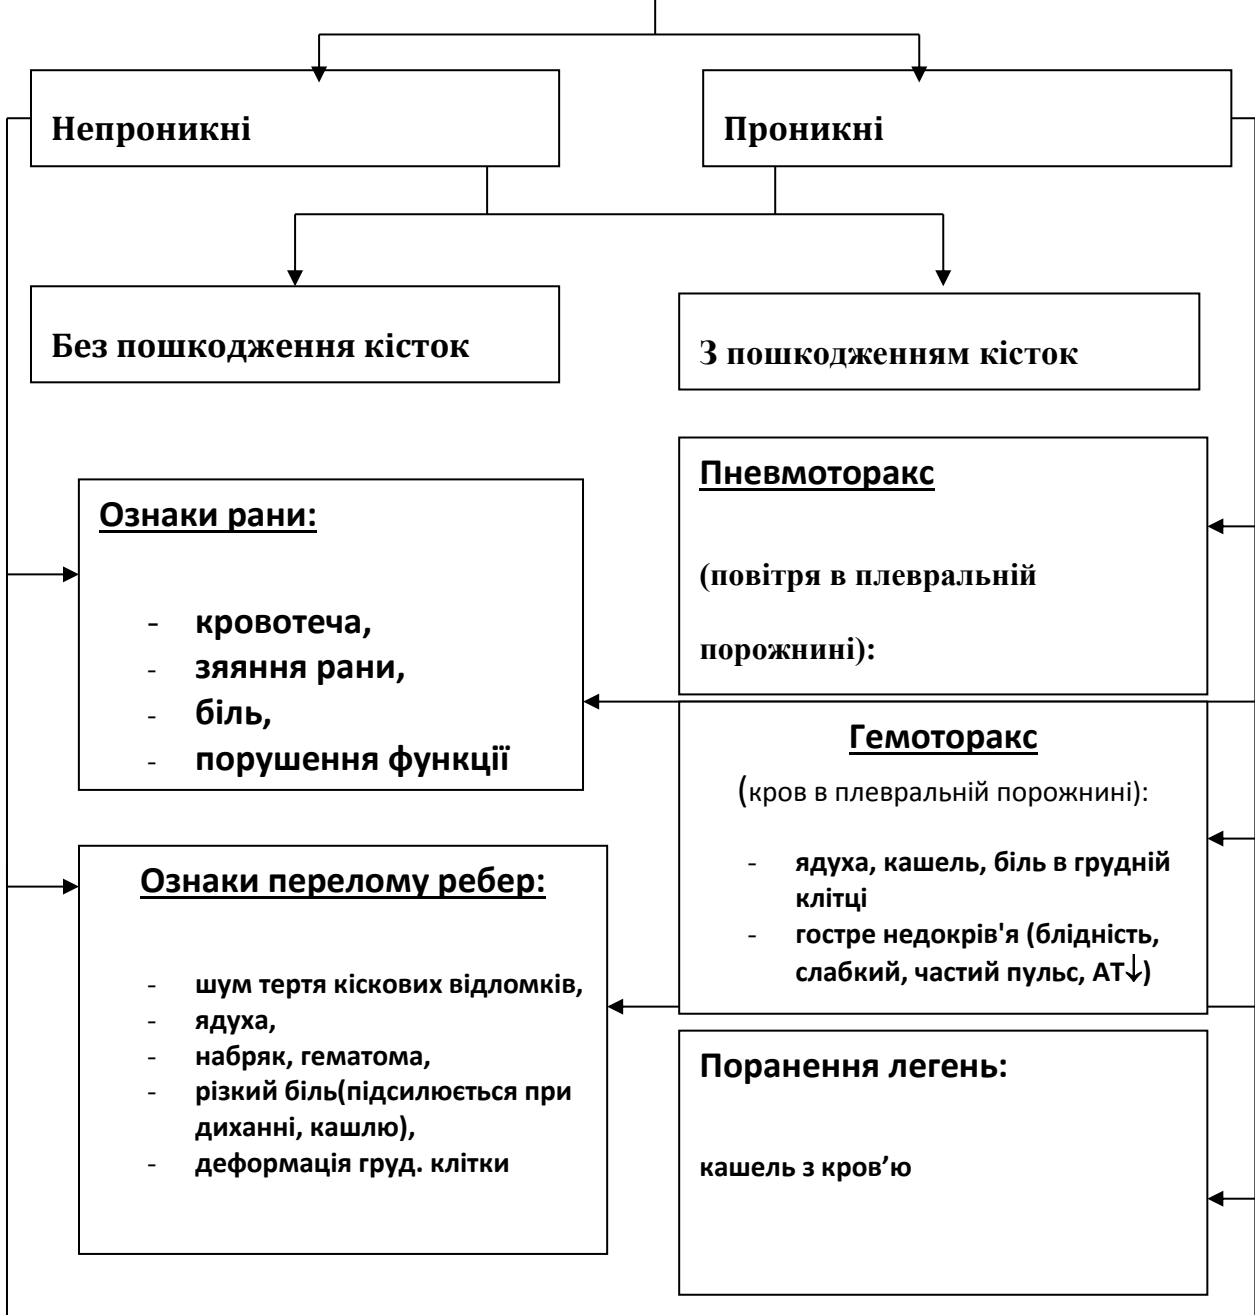 Непроникні
Проникні
Без пошкодження кісток
З пошкодженням кісток
Ознаки рани:
- кровотеча,
- зяяння рани,
- біль,
- порушення функції
Пневмоторакс
(повітря в плевральній
порожнині):
Гемоторакс
(кров в плевральній порожнині):
- ядуха, кашель, біль в грудній
клітці
- гостре недокрів'я (блідність,
слабкий, частий пульс, АТ↓)
Ознаки перелому ребер:
- шум тертя кіскових відломків,
- ядуха,
- набряк, гематома,
- різкий біль(підсилюється при
диханні, кашлю),
- деформація груд. клітки
Поранення легень:
кашель з кров’ю